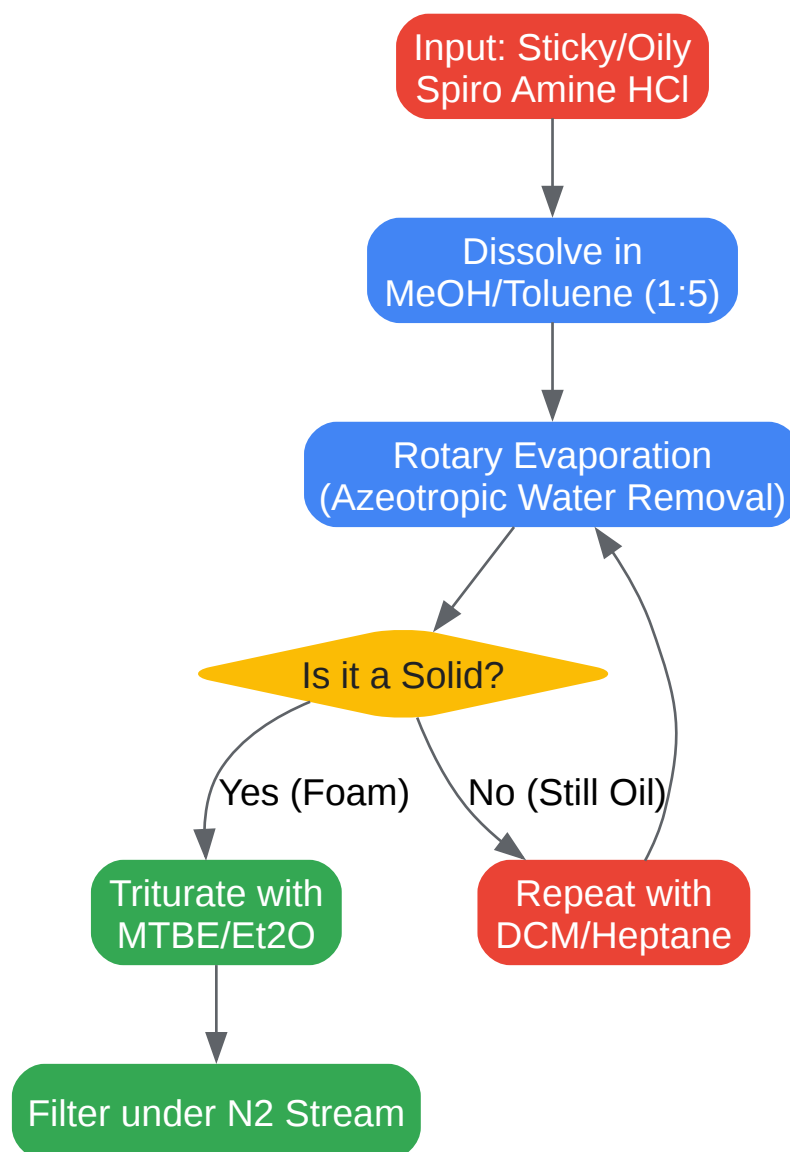 Input: Sticky/Oily
Spiro Amine HCl
Dissolve in
MeOH/Toluene (1:5)
Rotary Evaporation
(Azeotropic Water Removal)
Is it a Solid?
Yes (Foam)
No (Still Oil)
Triturate with
MTBE/Et2O
Repeat with
DCM/Heptane
Filter under N2 Stream